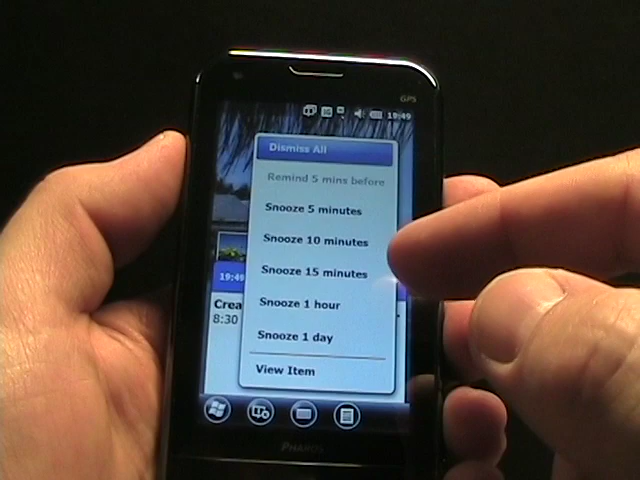 GPS
19:49
Dismiss All
Remind 5 mins before
Snooze 5 minutes
Snooze 10 minutes
Snooze 15 minutes
19:49
Snooze 1 hour
Crea
8:30
Snooze 1 day
View Item
PHAROS